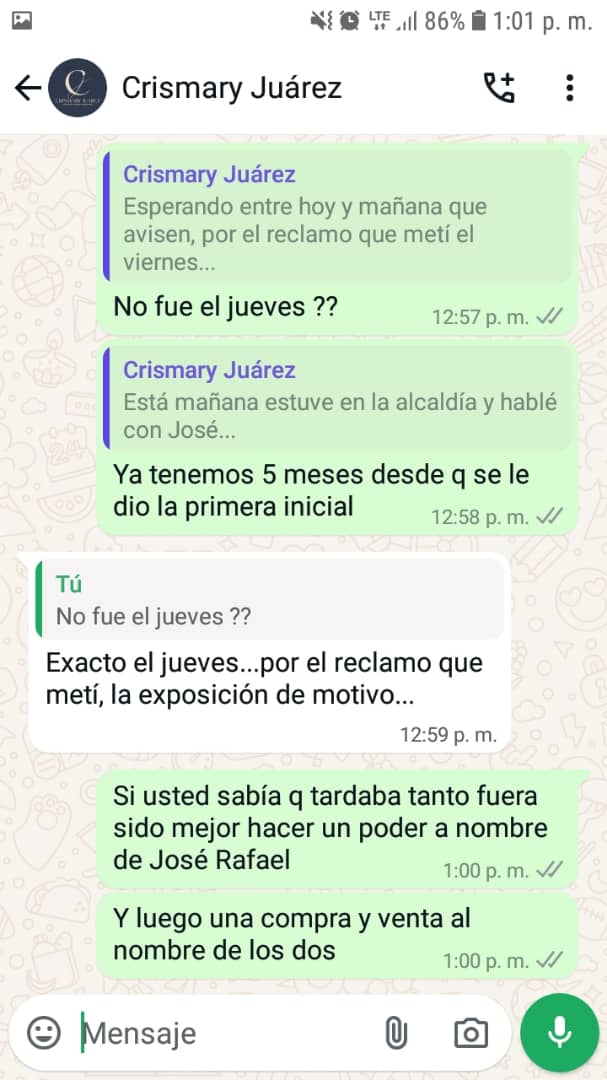 LTE 86% 1:01 p. m.
Crismary Juárez
Crismary Juárez
Esperando entre hoy y mañana que
avisen, por el reclamo que metí el
viernes...
No fue el jueves ??
12:57 p. m.
Crismary Juárez
Está mañana estuve en la alcaldía y hablé
con José...
Ya tenemos 5 meses desde q se le
dio la primera inicial
12:58 p. m.
Tú
No fue el jueves ??
Exacto el jueves...por el reclamo que
metí, la exposición de motivo...
12:59 p. m.
Si usted sabía q tardaba tanto fuera
sido mejor hacer un poder a nombre
de José Rafael
1:00 p. m.
Y luego una compra y venta al
nombre de los dos
1:00 p. m.
Mensaje